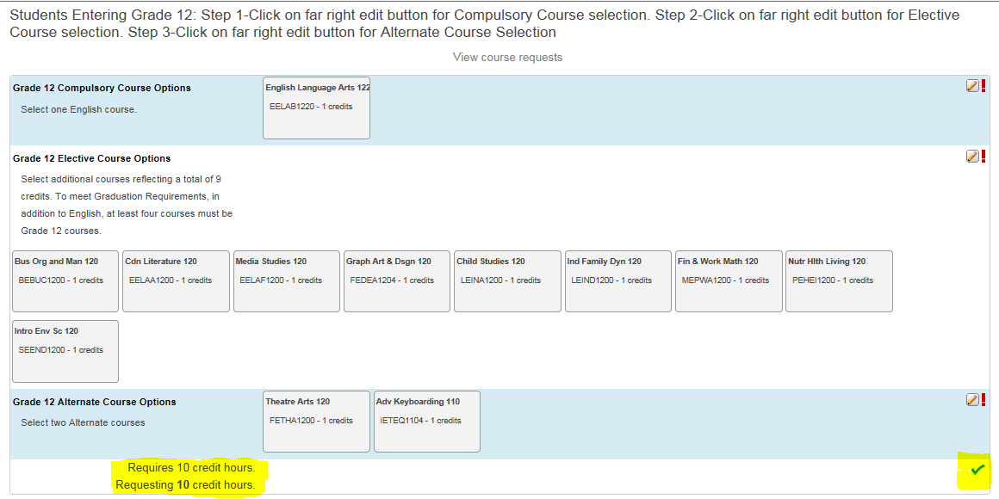 Students Entering Grade 12: Step 1-Click on far right edit button for Compulsory Course selection. Step 2-Click on far right edit button for Elective
Course selection. Step 3-Click on far right edit button for Alternate Course Selection
View course requests
Grade 12 Compulsory Course Options
Select one English course.
English Language Arts 122
EELAB1220 - 1 credits
Grade 12 Elective Course Options
Select additional courses reflecting a total of 9
credits. To meet Graduation Requirements, in
addition to English, at least four courses must be
Grade 12 courses.
Bus Org and Man 120
BEBUC1200 - 1 credits
Cdn Literature 120
EELAA1200 - 1 credits
Media Studies 120
EELAF1200 - 1 credits
Graph Art & Dsgn 120
FEDEA1204 - 1 credits
Child Studies 120
LEINA1200 - 1 credits
Ind Family Dyn 120
LEIND1200 - 1 credits
Fin & Work Math 120
MEPWA1200 - 1 credits
Nutr Hlth Living 120
PEHEI1200 - 1 credits
Intro Env Sc 120
SEEND1200 - 1 credits
Grade 12 Alternate Course Options
Select two Alternate courses
Theatre Arts 120
FETHA1200 - 1 credits
Adv Keyboarding 110
IETEQ1104 - 1 credits
Requires 10 credit hours.
Requesting 10 credit hours.